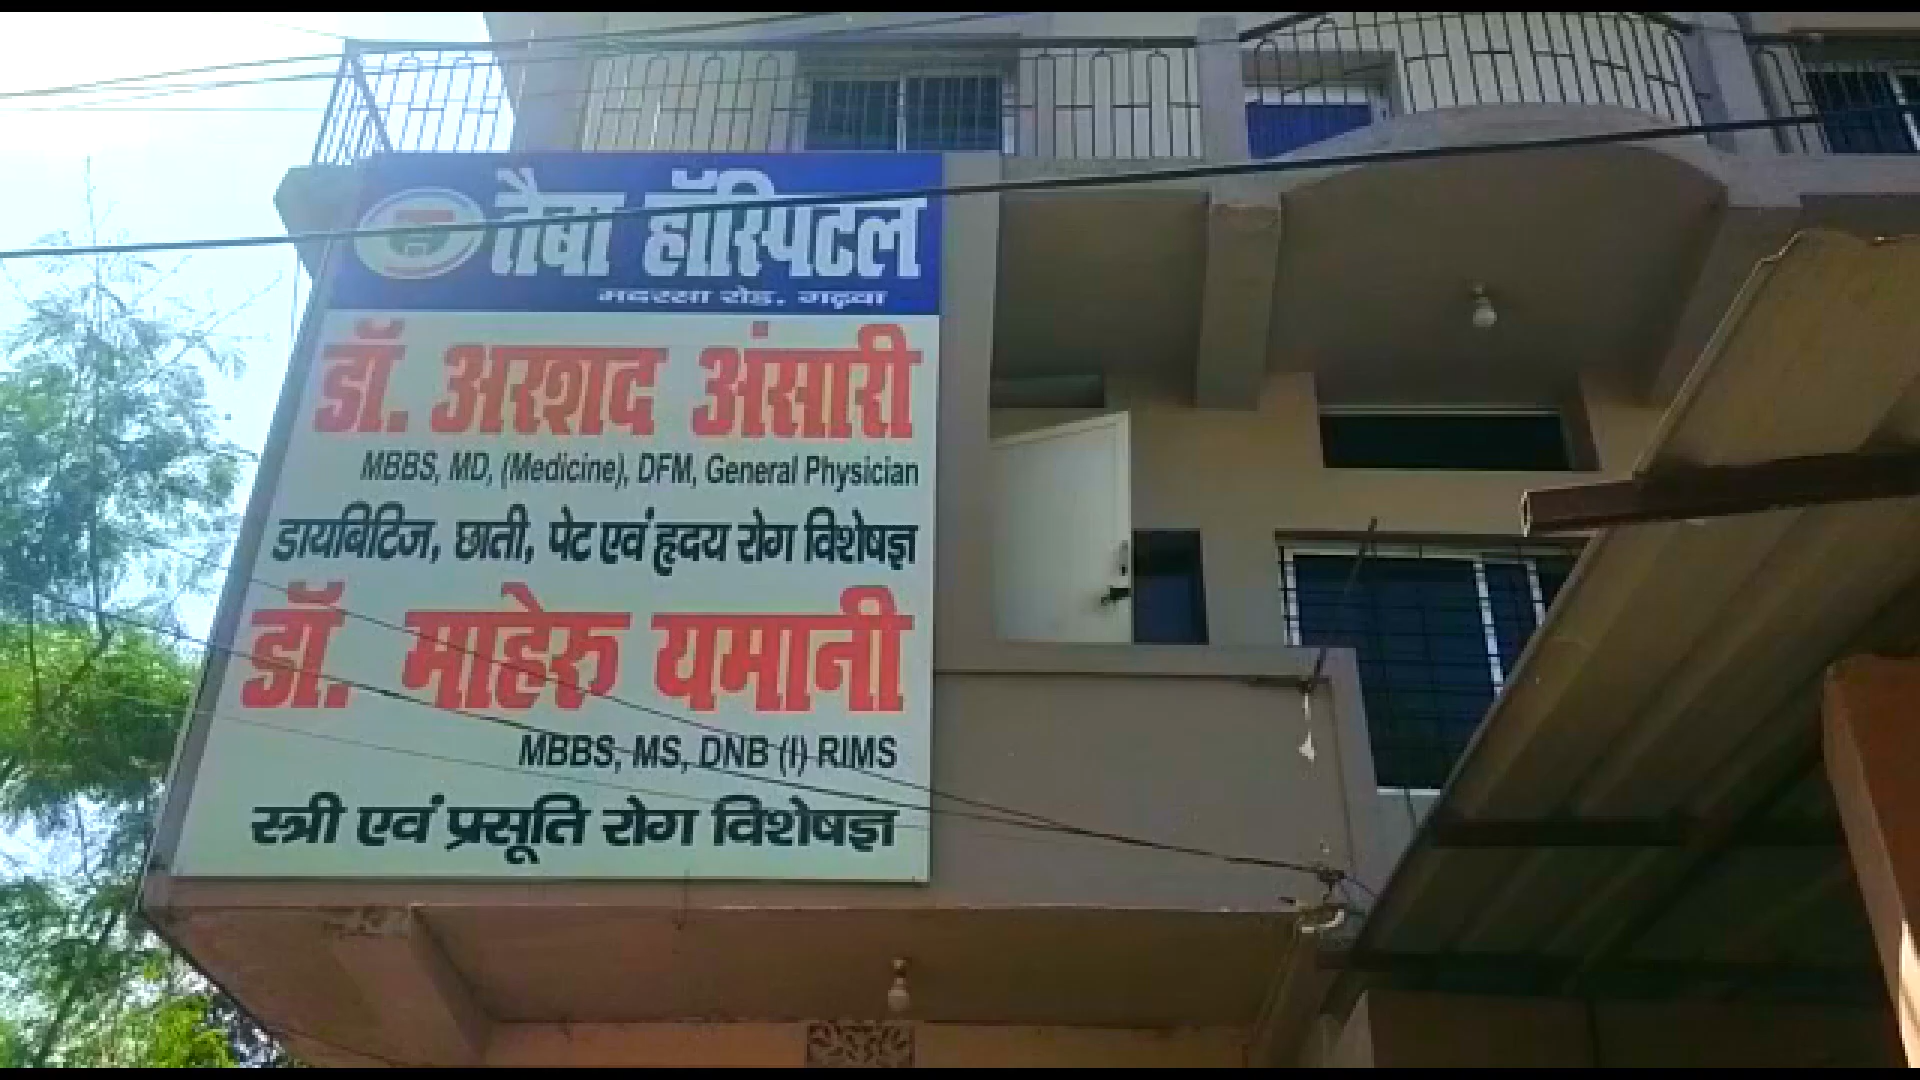 तैबा हॉस्पिटल
मदरसा रोड, गढ़वा
डॉ. अरशद अंसारी
MBBS, MD, (Medicine), DFM, General Physician
डायबिटिज, छाती, पेट एवं हृदय रोग विशेषज्ञ
डॉ. माहेरु यमानी
MBBS, MS, DNB (I) RIMS
स्त्री एवं प्रसूति रोग विशेषज्ञ